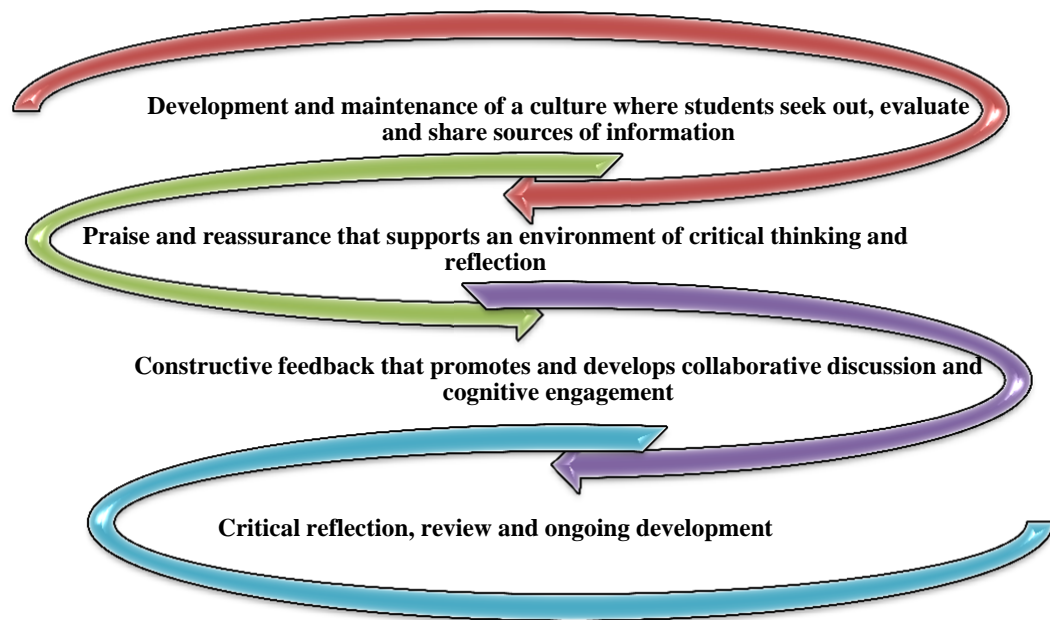 Development and maintenance of a culture where students seek out, evaluate
and share sources of information
Praise and reassurance that supports an environment of critical thinking and
reflection
Constructive feedback that promotes and develops collaborative discussion and
cognitive engagement
Critical reflection, review and ongoing development